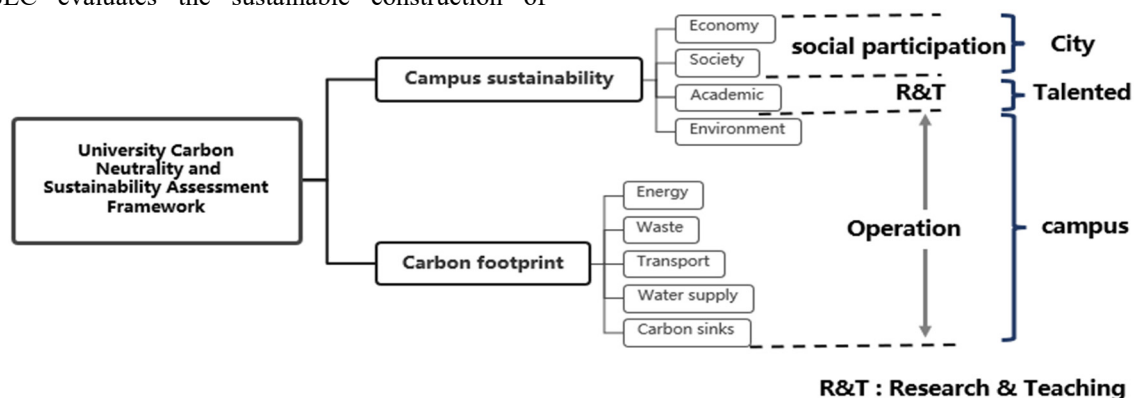 SEC evaluates the sustainable construction of
Economy
Society
Academic
Environment
social participation
City
R&T
Talented
Campus sustainability
University Carbon
Neutrality and
Sustainability Assessment
Framework
Carbon footprint
Energy
Waste
Transport
Water supply
Carbon sinks
Operation
campus
R&T : Research & Teaching